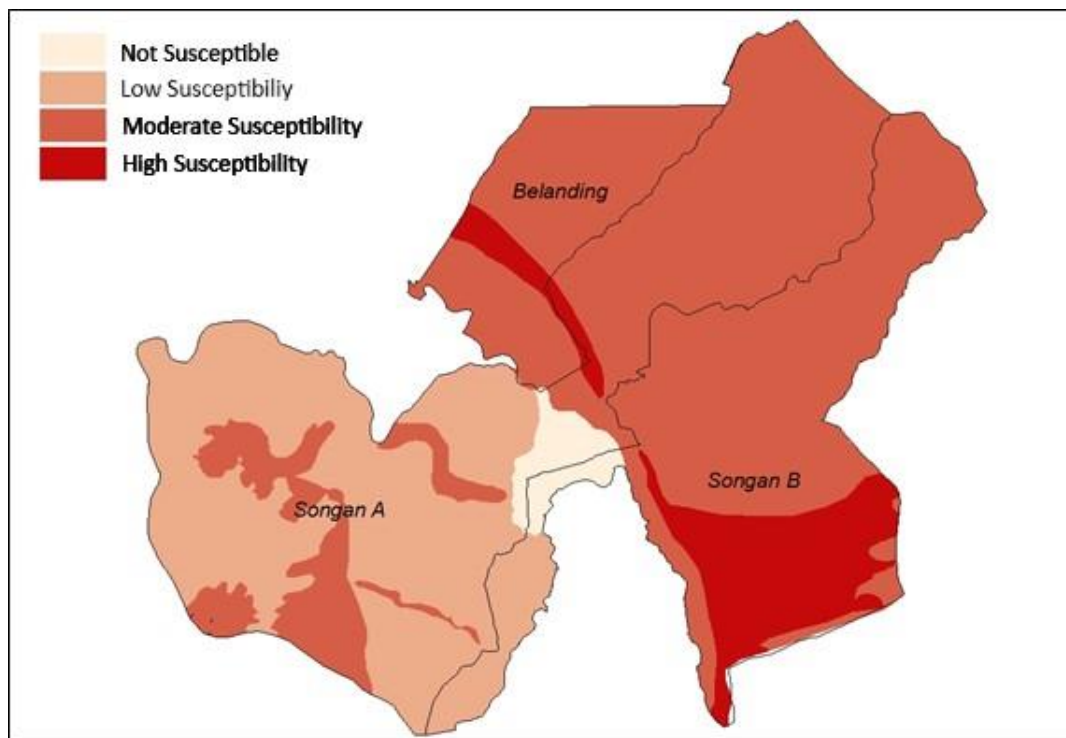 Not Susceptible
Low Susceptibiliy
Moderate Susceptibility
High Susceptibility
Belanding
Songan A
Songan B